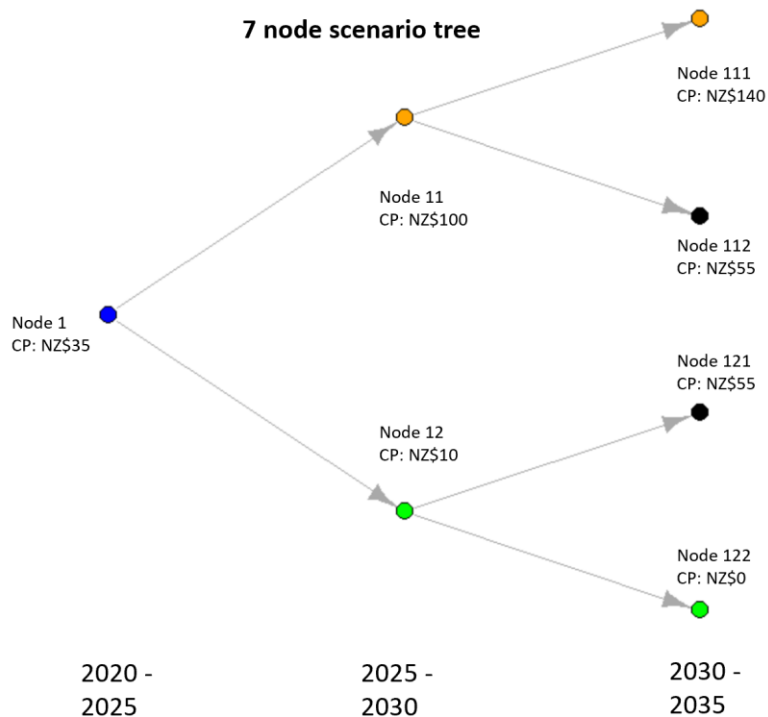 7 node scenario tree
Node 111
CP: NZ$140
Node 11
CP: NZ$100
Node 112
CP: NZ$55
Node 1
CP: NZ$35
Node 121
CP: NZ$55
Node 12
CP: NZ$10
Node 122
CP: NZ$0
2020 -
2025
2025 -
2030
2030 -
2035